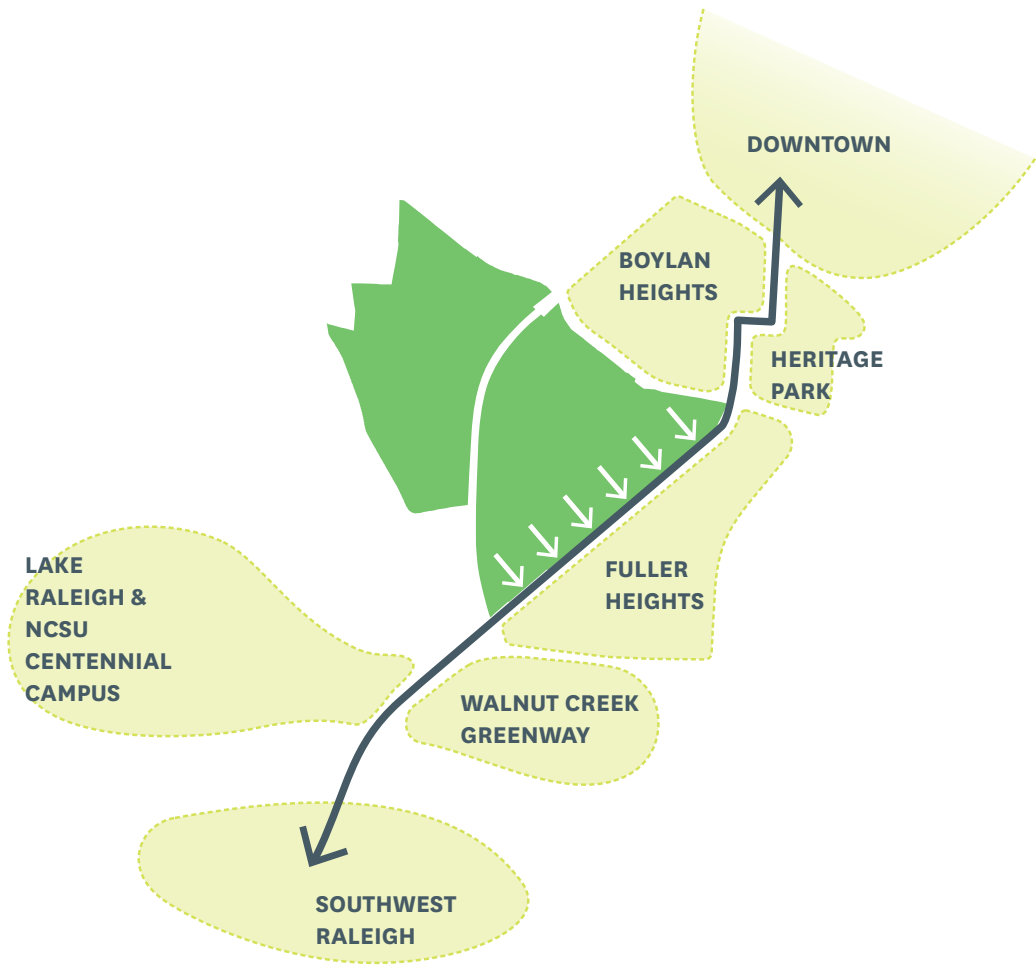 DOWNTOWN
BOYLAN
HEIGHTS
HERITAGE
PARK
FULLER
HEIGHTS
LAKE
RALEIGH &
NCSU
CENTENNIAL
CAMPUS
WALNUT CREEK
GREENWAY
SOUTHWEST
RALEIGH